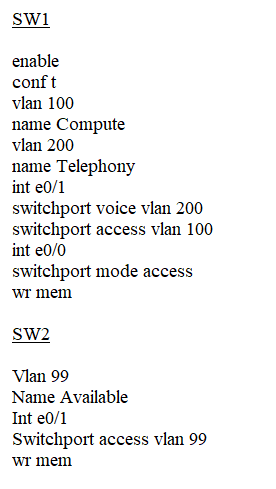 SW1
enable
conf t
vlan 100
name Compute
vlan 200
name Telephony
int e0/1
switchport voice vlan 200
switchport access vlan 100
int e0/0
switchport mode access
wr mem
SW2
Vlan 99
Name Available
Int e0/1
Switchport access vlan 99
wr mem